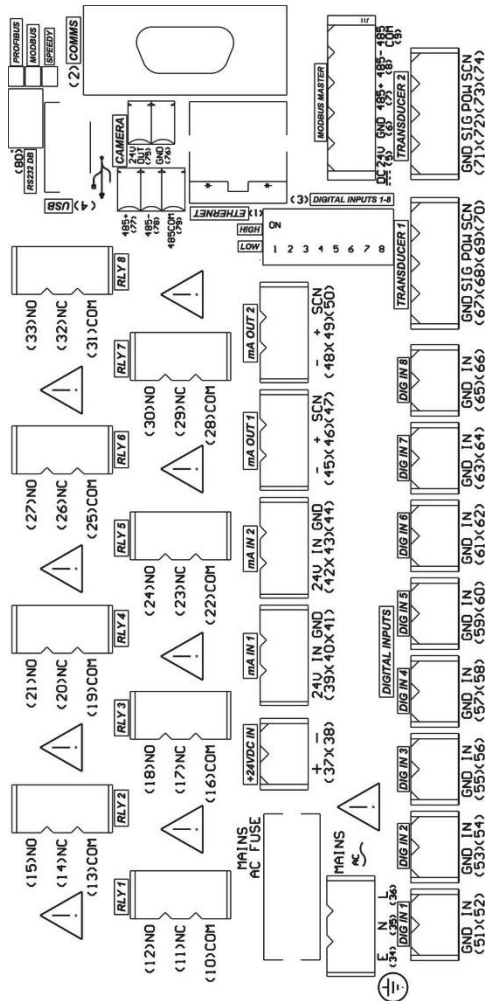 (12)NO
(11)NC
(10)COM
RLY 1
(15)NO
(14)NC
(13)COM
RLY 2
(18)NO
(17)NC
(16)COM
RLY 3
(21)NO
(20)NC
(19)COM
RLY 4
(24)NO
(23)NC
(22)COM
RLY 5
(27)NO
(26)NC
(25)COM
RLY 6
(30)NO
(29)NC
(28)COM
RLY 7
(33)NO
(32)NC
(31)COM
RLY 8
PROFIBUS
MODBUS
SPEEDY
(80)
RS232 DB
USB
(4)
(2) COMMS
CAMERA
24V
OUT
(75)
GND
(76)
485+
(77)
485-
(78)
485COM
(79)
(1) ETHERNET
MAINS
AC FUSE
+24VDC IN
+ -
(37)(38)
mA IN 1
24V IN GND
(39)(40)(41)
mA IN 2
24V IN GND
(42)(43)(44)
mA OUT 1
- + SCN
(45)(46)(47)
mA OUT 2
- + SCN
(48)(49)(50)
LOW HIGH
ON
1
2
3
4
5
6
7
8
(3) DIGITAL INPUTS 1-8
J11
MODBUS MASTER
DC 24V GND 485+ 485- 485 COM
(5) (6) (7) (8) (9)
MAINS
AC
E N L
(34) (35) (36)
DIGITAL INPUTS
DIG IN 1
GND IN
(51)(52)
DIG IN 2
GND IN
(53)(54)
DIG IN 3
GND IN
(55)(56)
DIG IN 4
GND IN
(57)(58)
DIG IN 5
GND IN
(59)(60)
DIG IN 6
GND IN
(61)(62)
DIG IN 7
GND IN
(63)(64)
DIG IN 8
GND IN
(65)(66)
TRANSDUCER 1
GND SIG POW SCN
(67)(68)(69)(70)
TRANSDUCER 2
GND SIG POW SCN
(71)(72)(73)(74)